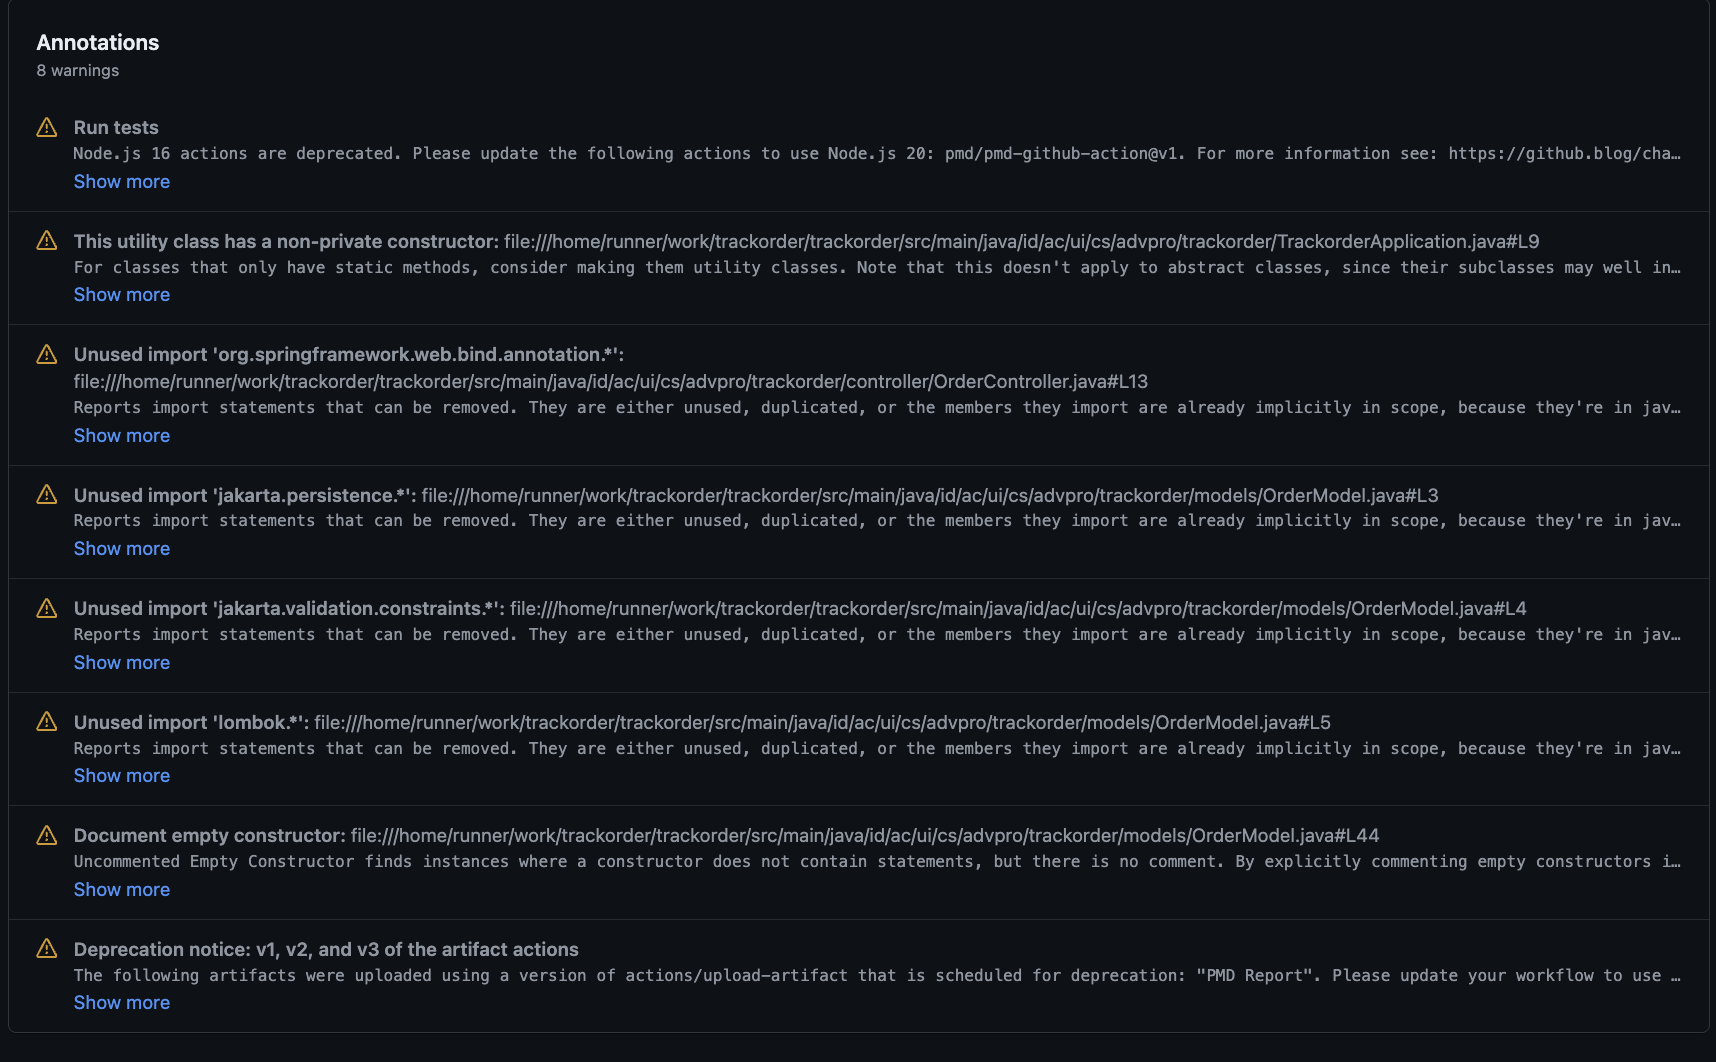 Annotations
8 warnings
Run tests
Node.js 16 actions are deprecated. Please update the following actions to use Node.js 20: pmd/pmd-github-action@v1. For more information see: https://github.blog/cha…
Show more
This utility class has a non-private constructor: file:///home/runner/work/trackorder/trackorder/src/main/java/id/ac/ui/cs/advpro/trackorder/TrackorderApplication.java#L9
For classes that only have static methods, consider making them utility classes. Note that this doesn't apply to abstract classes, since their subclasses may well in…
Show more
Unused import 'org.springframework.web.bind.annotation.*':
file:///home/runner/work/trackorder/trackorder/src/main/java/id/ac/ui/cs/advpro/trackorder/controller/OrderController.java#L13
Reports import statements that can be removed. They are either unused, duplicated, or the members they import are already implicitly in scope, because they're in jav…
Show more
Unused import 'jakarta.persistence.*': file:///home/runner/work/trackorder/trackorder/src/main/java/id/ac/ui/cs/advpro/trackorder/models/OrderModel.java#L3
Reports import statements that can be removed. They are either unused, duplicated, or the members they import are already implicitly in scope, because they're in jav…
Show more
Unused import 'jakarta.validation.constraints.*': file:///home/runner/work/trackorder/trackorder/src/main/java/id/ac/ui/cs/advpro/trackorder/models/OrderModel.java#L4
Reports import statements that can be removed. They are either unused, duplicated, or the members they import are already implicitly in scope, because they're in jav…
Show more
Unused import 'lombok.*': file:///home/runner/work/trackorder/trackorder/src/main/java/id/ac/ui/cs/advpro/trackorder/models/OrderModel.java#L5
Reports import statements that can be removed. They are either unused, duplicated, or the members they import are already implicitly in scope, because they're in jav…
Show more
Document empty constructor: file:///home/runner/work/trackorder/trackorder/src/main/java/id/ac/ui/cs/advpro/trackorder/models/OrderModel.java#L44
Uncommented Empty Constructor finds instances where a constructor does not contain statements, but there is no comment. By explicitly commenting empty constructors i…
Show more
Deprecation notice: v1, v2, and v3 of the artifact actions
The following artifacts were uploaded using a version of actions/upload-artifact that is scheduled for deprecation: "PMD Report". Please update your workflow to use …
Show more